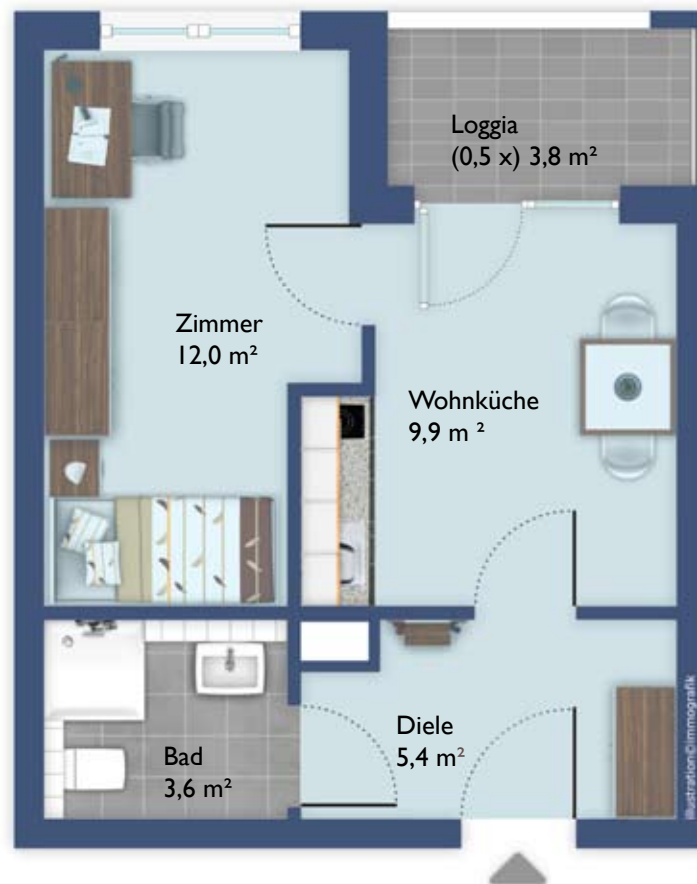 Loggia
(0,5 x) 3,8 m²
Zimmer
12,0 m²
Wohnküche
9,9 m ²
Diele
5,4 m²
Bad
3,6 m²
illustration©immografik